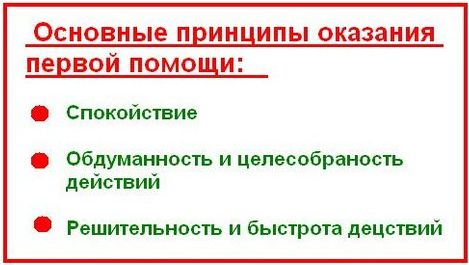 Основные принципы оказания
первой помощи:
Спокойствие
Обдуманность и целесобраность
действий
Решительность и быстрота децствий